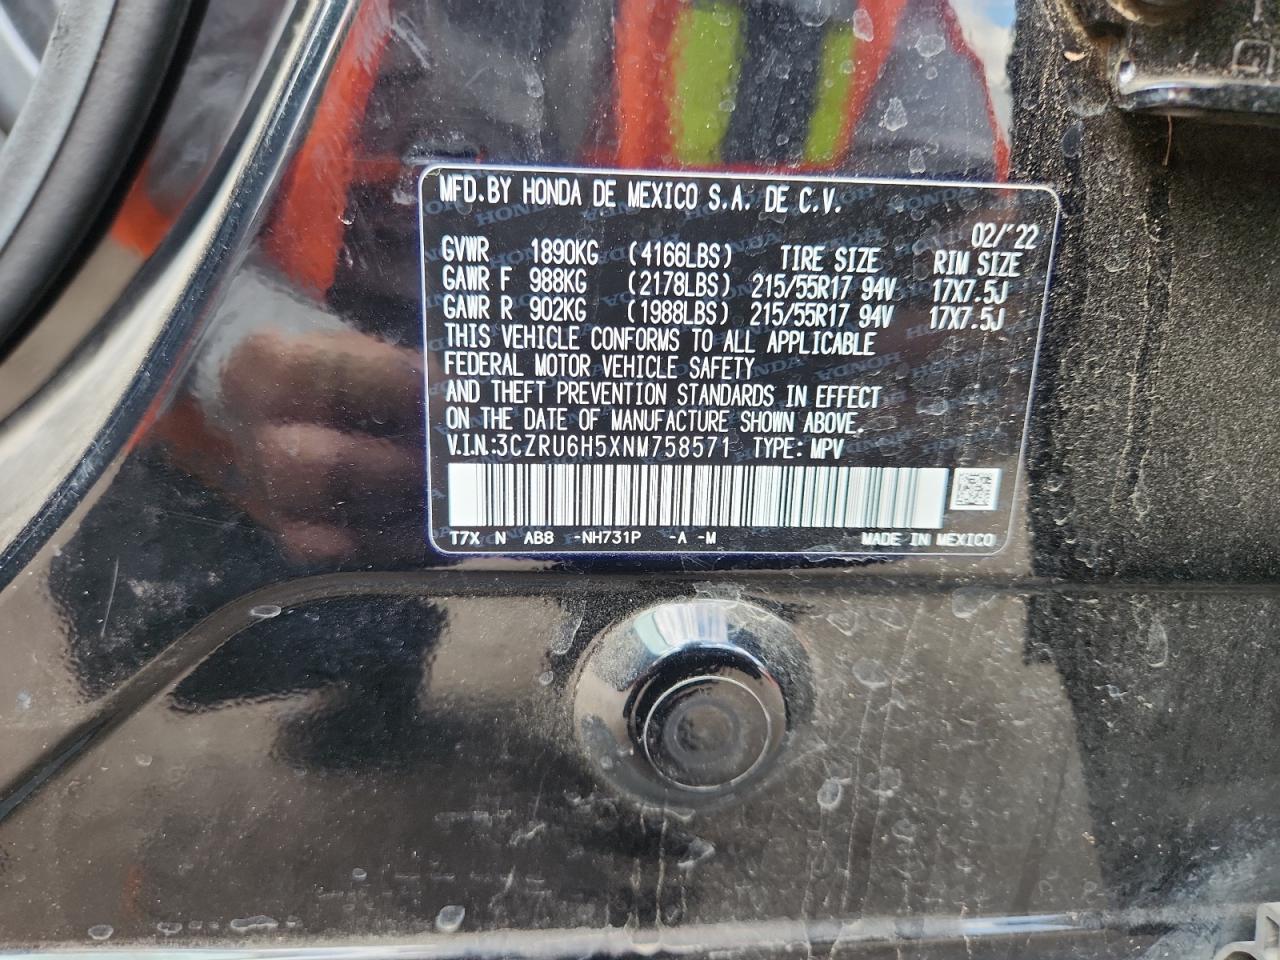 MFD.BY HONDA DE MEXICO S.A. DE C.V.
02/'22
GVWR 1890KG (4166LBS) TIRE SIZE RIM SIZE
GAWR F 988KG (2178LBS) 215/55R17 94V 17X7.5J
GAWR R 902KG (1988LBS) 215/55R17 94V 17X7.5J
THIS VEHICLE CONFORMS TO ALL APPLICABLE
FEDERAL MOTOR VEHICLE SAFETY
AND THEFT PREVENTION STANDARDS IN EFFECT
ON THE DATE OF MANUFACTURE SHOWN ABOVE.
V.I.N.:3CZRU6H5XNM758571 TYPE: MPV
T7X N AB8 -NH731P -A -M MADE IN MEXICO